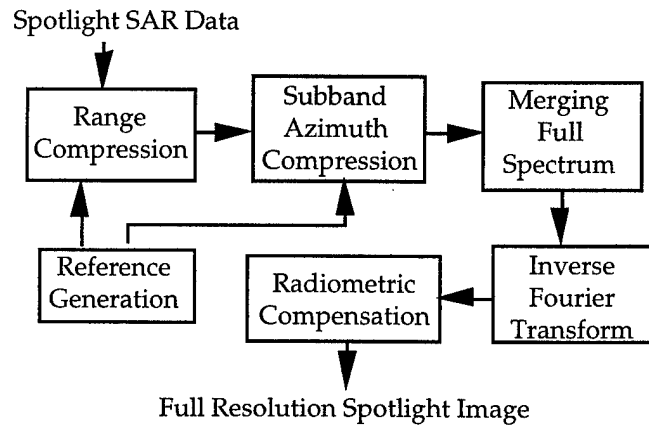 Spotlight SAR Data
Range
Compression
Subband
Azimuth
Compression
Merging
Full
Spectrum
Reference
Generation
Radiometric
Compensation
Inverse
Fourier
Transform
Full Resolution Spotlight Image